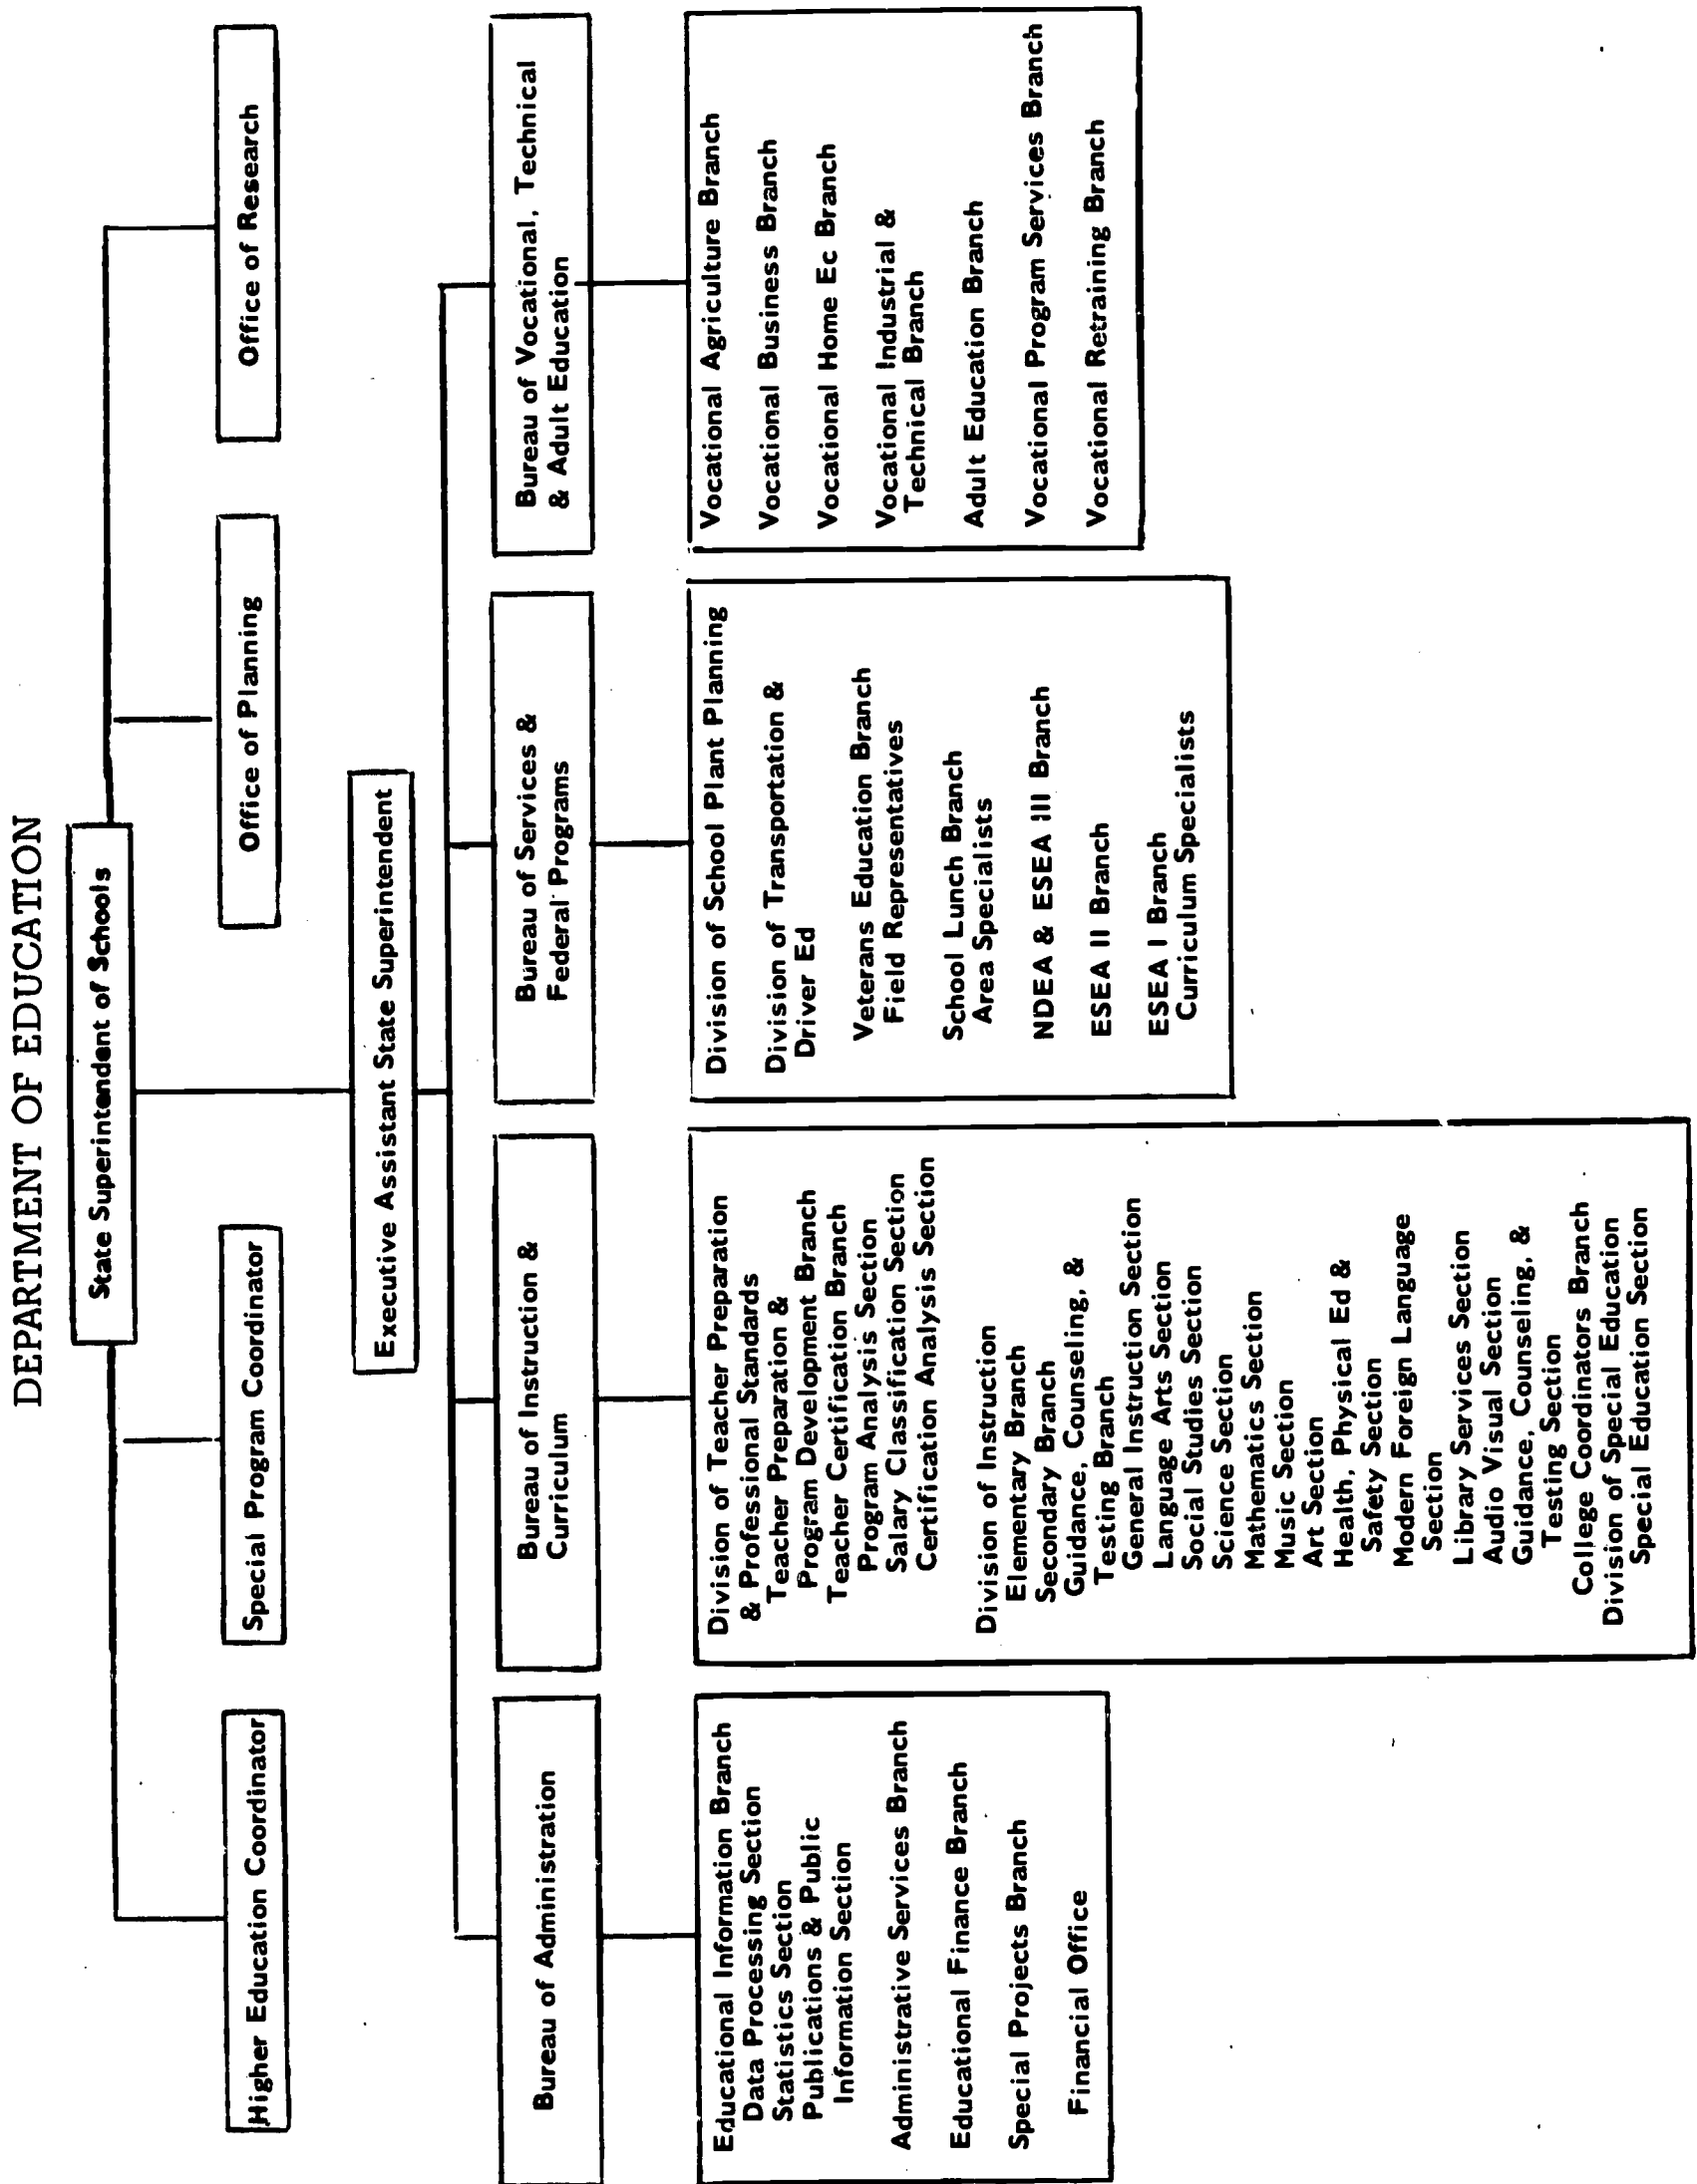 DEPARTMENT OF EDUCATION
State Superintendent of Schools
Higher Education Coordinator
Special Program Coordinator
Office of Planning
Office of Research
Executive Assistant State Superintendent
Bureau of Administration
Bureau of Instruction &
Curriculum
Bureau of Services &
Federal Programs
Bureau of Vocational, Technical
& Adult Education
Educational Information Branch
Data Processing Section
Statistics Section
Publications & Public
Information Section
Administrative Services Branch
Educational Finance Branch
Special Projects Branch
Financial Office
Division of Teacher Preparation
& Professional Standards
Teacher Preparation &
Program Development Branch
Teacher Certification Branch
Program Analysis Section
Salary Classification Section
Certification Analysis Section
Division of Instruction
Elementary Branch
Secondary Branch
Guidance, Counseling, &
Testing Branch
General Instruction Section
Language Arts Section
Social Studies Section
Science Section
Mathematics Section
Music Section
Art Section
Health, Physical Ed &
Safety Section
Modern Foreign Language
Section
Library Services Section
Audio Visual Section
Guidance, Counseling, &
Testing Section
College Coordinators Branch
Division of Special Education
Special Education Section
Division of School Plant Planning
Division of Transportation &
Driver Ed
Veterans Education Branch
Field Representatives
School Lunch Branch
Area Specialists
NDEA & ESEA III Branch
ESEA II Branch
ESEA I Branch
Curriculum Specialists
Vocational Agriculture Branch
Vocational Business Branch
Vocational Home Ec Branch
Vocational Industrial &
Technical Branch
Adult Education Branch
Vocational Program Services Branch
Vocational Retraining Branch